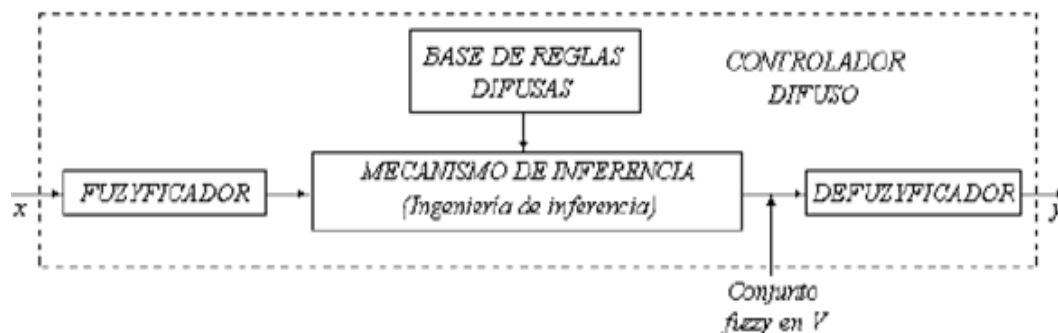 BASE DE REGLAS
DIFUSAS
CONTROLADOR
DIFUSO
MECANISMO DE INFERENCIA
(Ingeniería de inferencia)
x
FUZYFICADOR
DEFUZYFICADOR
y
Conjunto
fuzzy en V